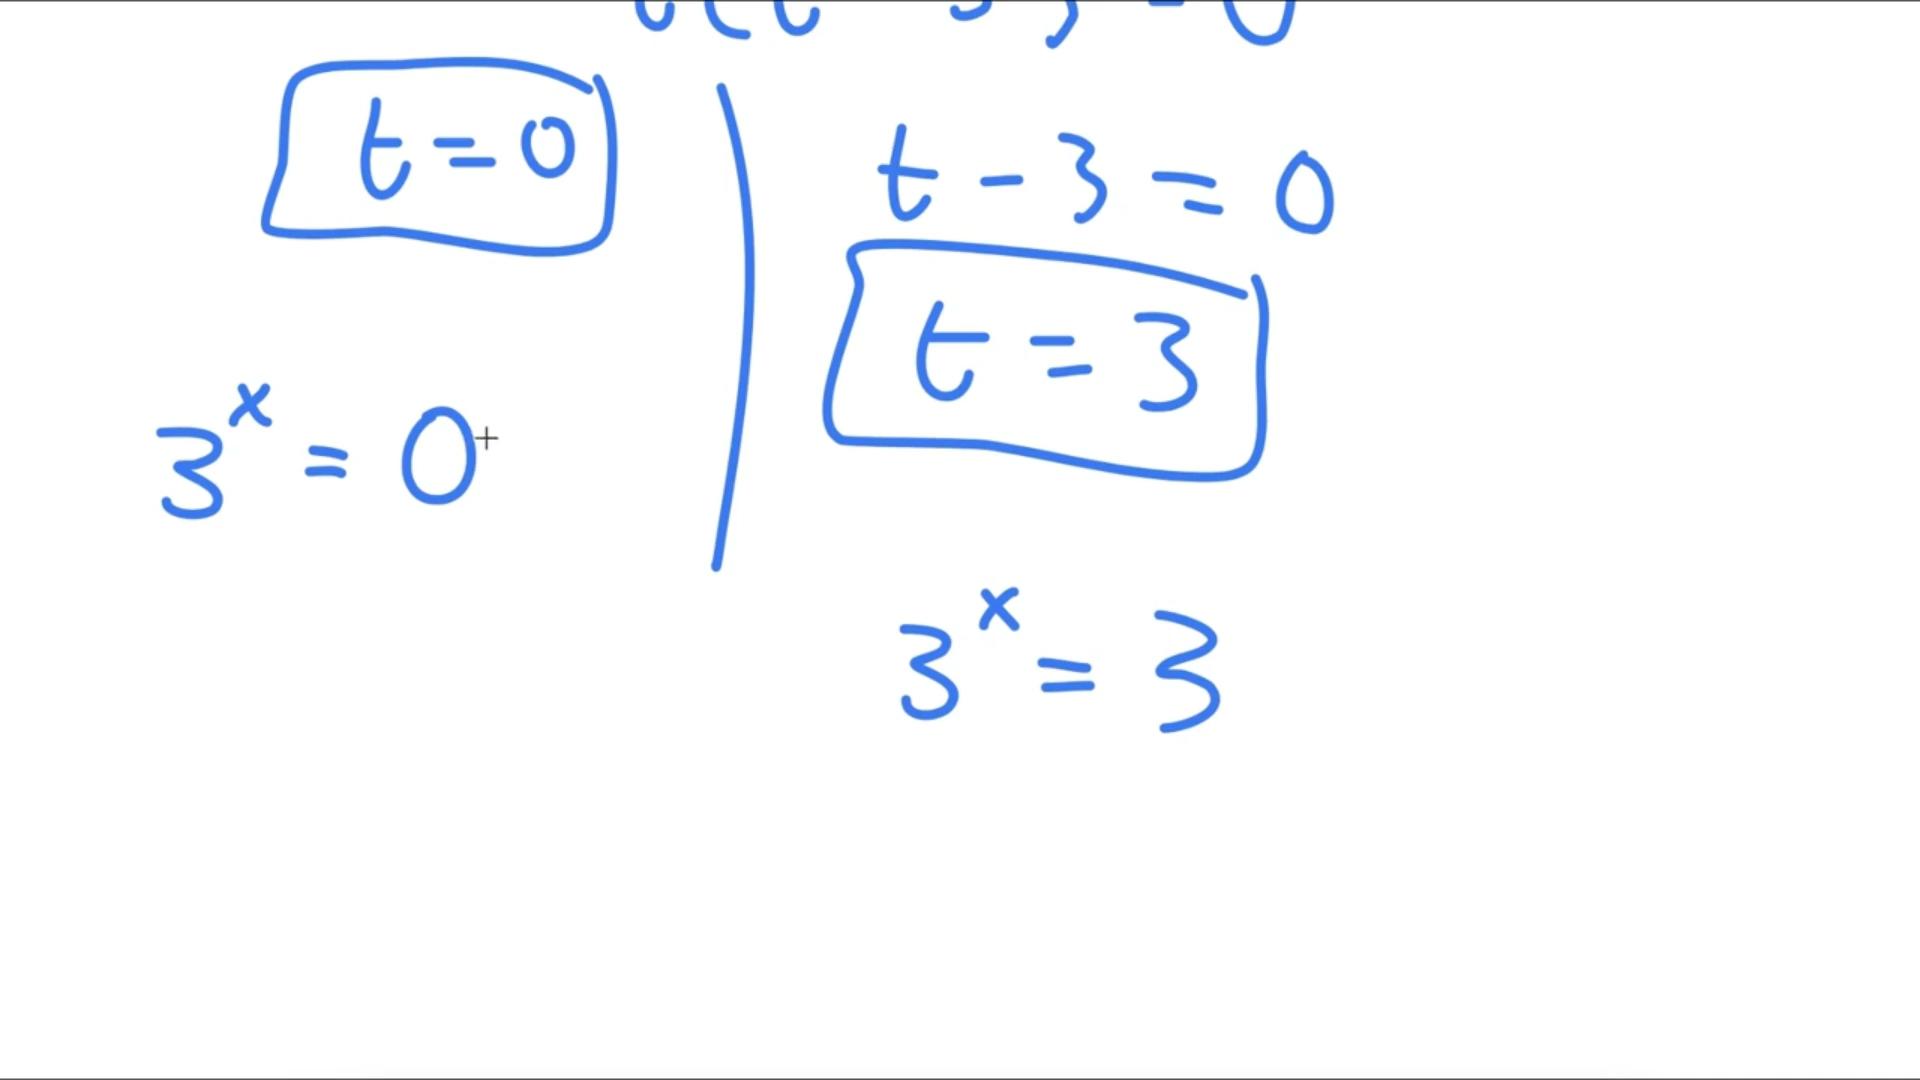 t = 0
t - 3 = 0
t = 3
3^x = 0
3^x = 3